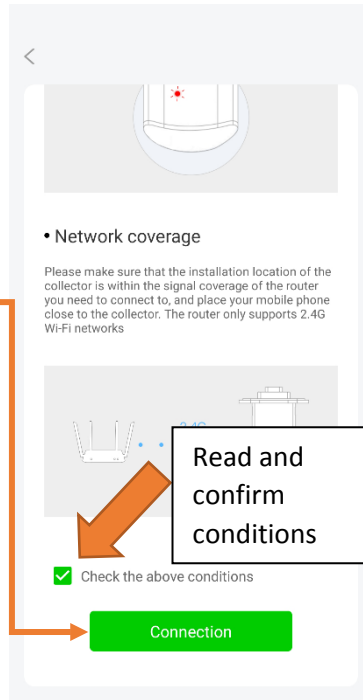 • Network coverage
Please make sure that the installation location of the
collector is within the signal coverage of the router
you need to connect to, and place your mobile phone
close to the collector. The router only supports 2.4G
Wi-Fi networks
Read and
confirm
conditions
Check the above conditions
Connection